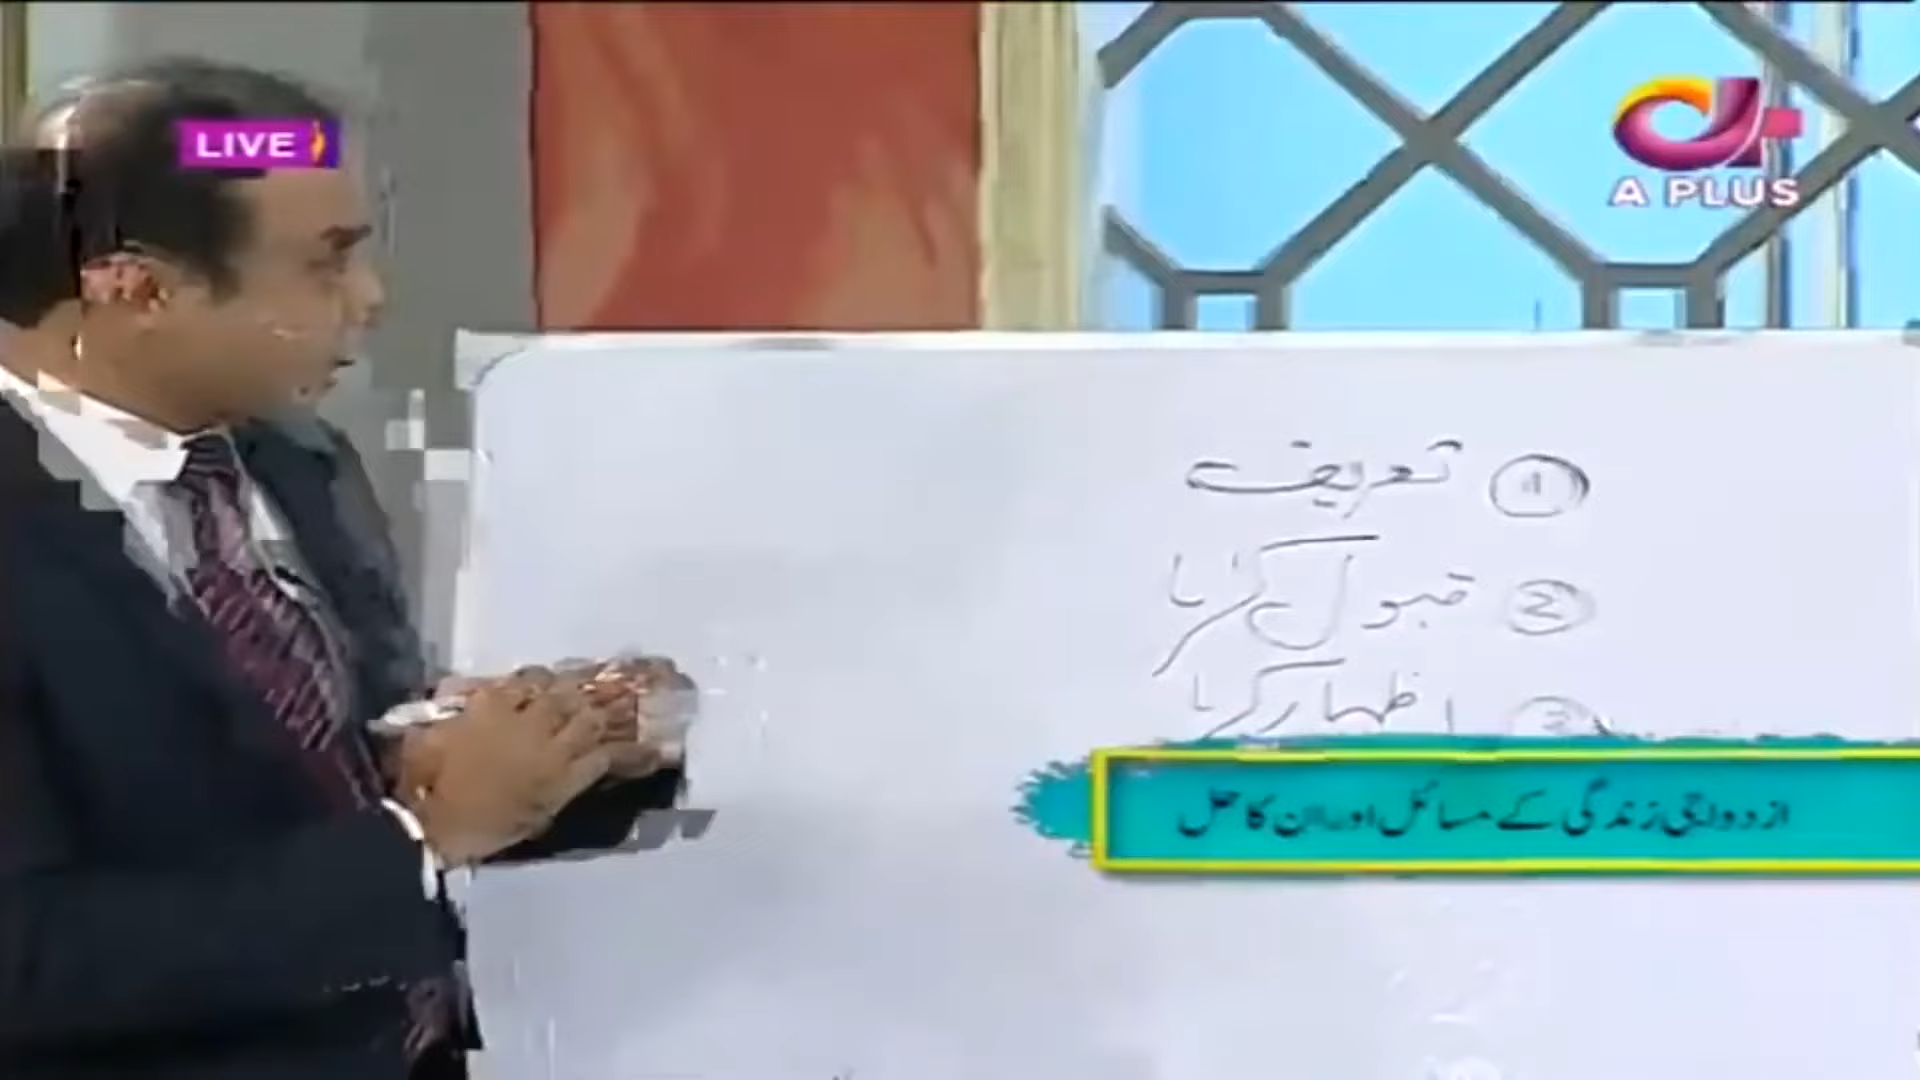 LIVE
A PLUS
① تعریف
② قبول کرنا
③ اظہار کرنا
ازدواجی زندگی کے مسائل اور ان کا حل